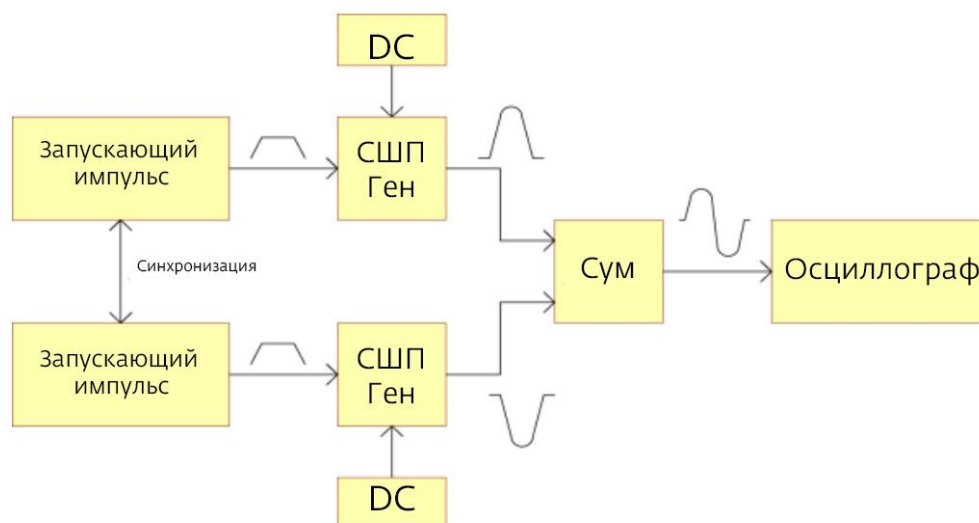 DC
Запускающий
импульс
СШП
Ген
Синхронизация
Сум
Осциллограф
Запускающий
импульс
СШП
Ген
DC